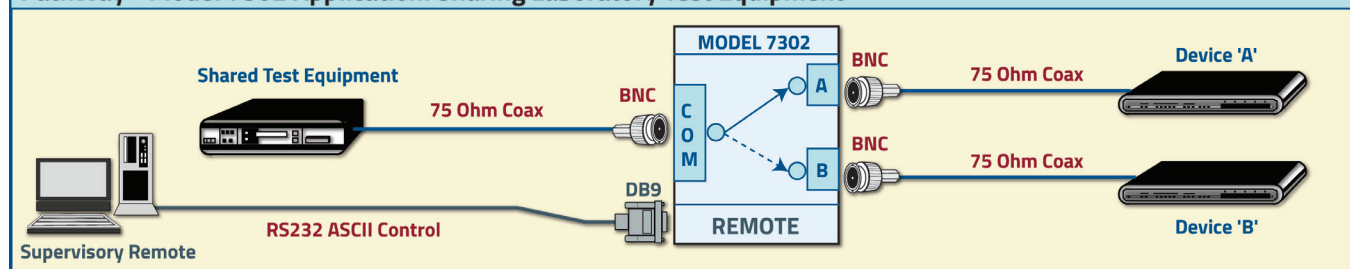 MODEL 7302
Shared Test Equipment
75 Ohm Coax
BNC
C
O
M
A
B
BNC
75 Ohm Coax
Device 'A'
BNC
75 Ohm Coax
Device 'B'
DB9
REMOTE
RS232 ASCII Control
Supervisory Remote